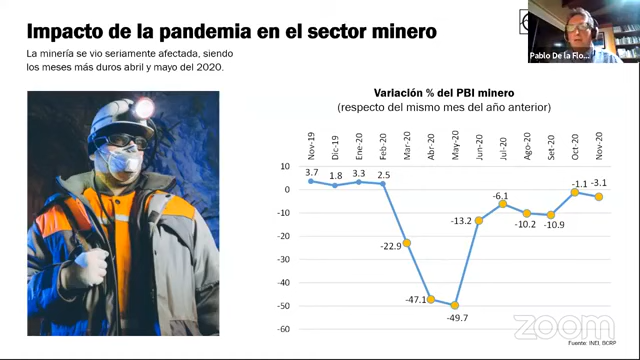 Impacto de la pandemia en el sector minero
La minería se vio seriamente afectada, siendo
los meses más duros abril y mayo del 2020.
Pablo De la Flo...
Variación % del PBI minero
(respecto del mismo mes del año anterior)
Nov-19 Dic-19 Ene-20 Feb-20 Mar-20 Abr-20 May-20 Jun-20 Jul-20 Ago-20 Set-20 Oct-20 Nov-20
10
0
-10
-20
-30
-40
-50
-60
3.7 1.8 3.3 2.5 -22.9 -47.1 -49.7 -13.2 -6.1 -10.2 -10.9 -1.1 -3.1
zoom
Fuente: INEI, BCRP